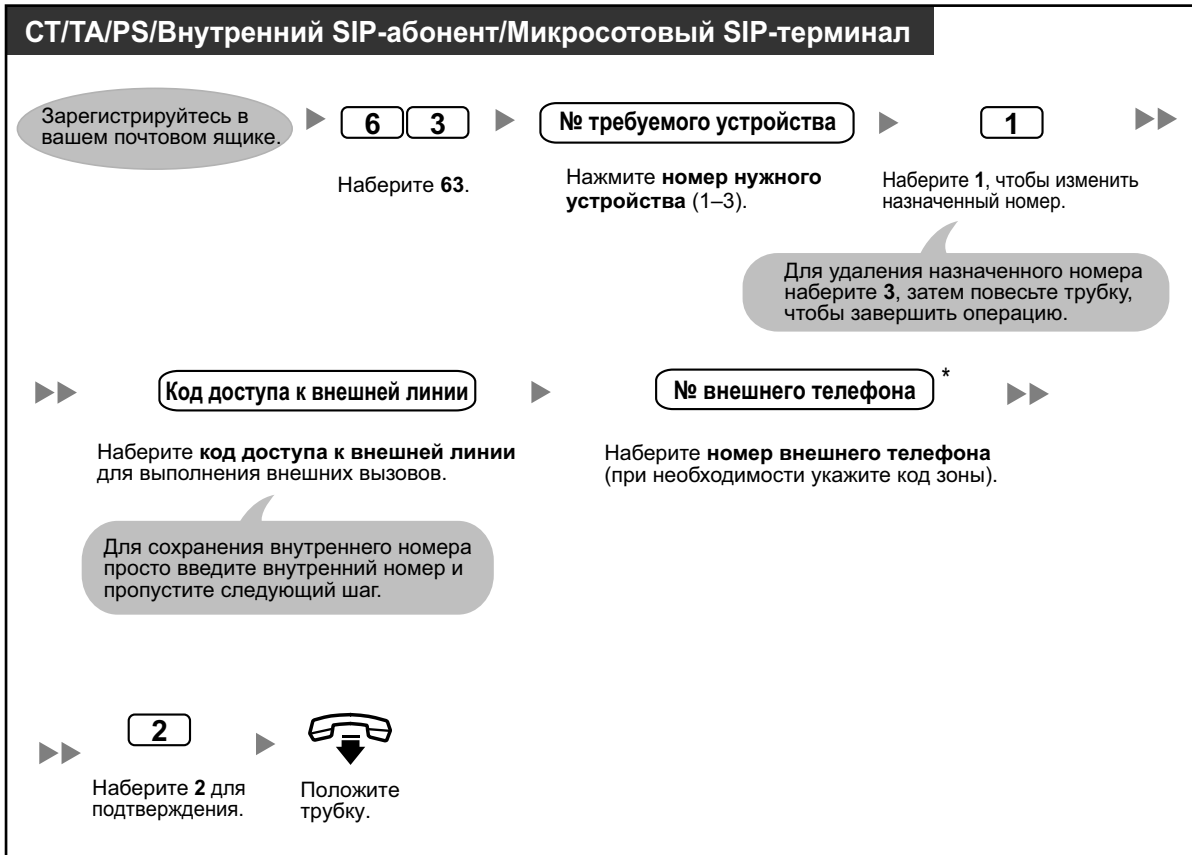 СТ/ТА/PS/Внутренний SIP-абонент/Микросотовый SIP-терминал
Зарегистрируйтесь в
вашем почтовом ящике.
6 3
Наберите 63.
№ требуемого устройства
Нажмите номер нужного
устройства (1–3).
1
Наберите 1, чтобы изменить
назначенный номер.
Для удаления назначенного номера
наберите 3, затем повесьте трубку,
чтобы завершить операцию.
Код доступа к внешней линии
Наберите код доступа к внешней линии
для выполнения внешних вызовов.
Для сохранения внутреннего номера
просто введите внутренний номер и
пропустите следующий шаг.
№ внешнего телефона *
Наберите номер внешнего телефона
(при необходимости укажите код зоны).
2
Наберите 2 для
подтверждения.
Положите
трубку.